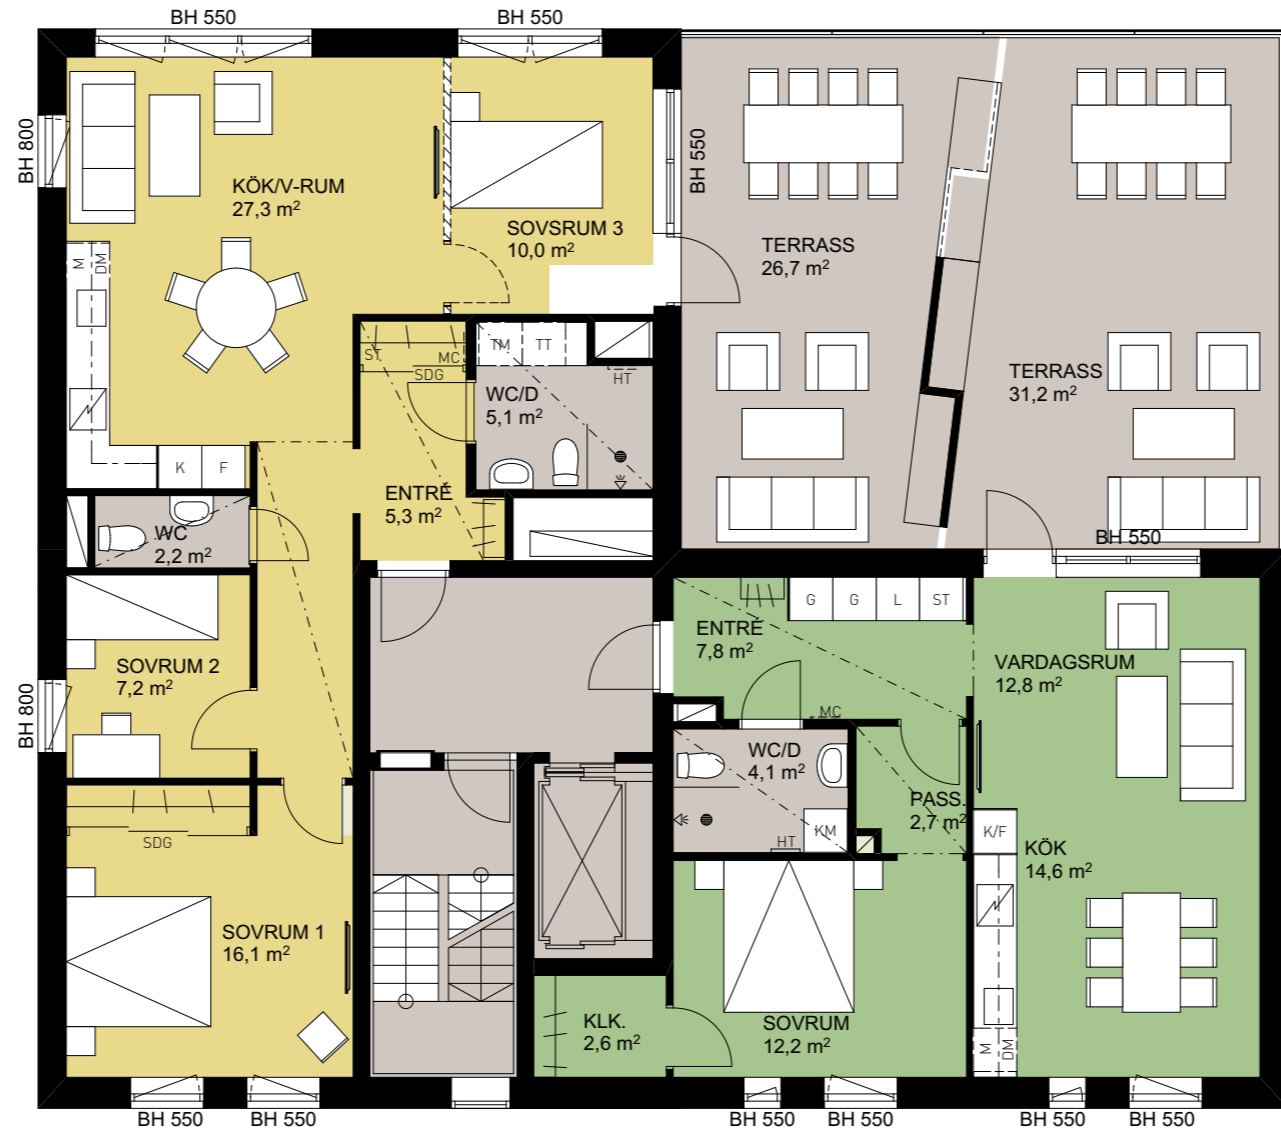 BH 550
BH 550
BH 800
BH 550
KÖK/V-RUM
27,3 m²
SOVSRUM 3
10,0 m²
TERRASS
26,7 m²
TERRASS
31,2 m²
M
DM
ST
MC
SDG
TM
TT
HT
WC/D
5,1 m²
K
F
ENTRÉ
5,3 m²
WC
2,2 m²
BH 550
G
G
L
ST
ENTRÉ
7,8 m²
SOVRUM 2
7,2 m²
BH 800
VARDAGSRUM
12,8 m²
MC
WC/D
4,1 m²
PASS.
2,7 m²
KM
HT
K/F
SDG
KÖK
14,6 m²
SOVRUM 1
16,1 m²
KLK.
2,6 m²
SOVRUM
12,2 m²
M
DM
BH 550
BH 550
BH 550
BH 550
BH 550
BH 550